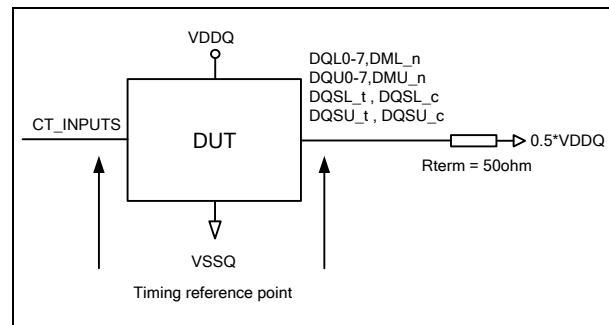 VDDQ
DQL0-7,DML_n
DQU0-7,DMU_n
DQSL_t , DQSL_c
DQSU_t , DQSU_c
CT_INPUTS
DUT
0.5*VDDQ
Rterm = 50ohm
VSSQ
Timing reference point